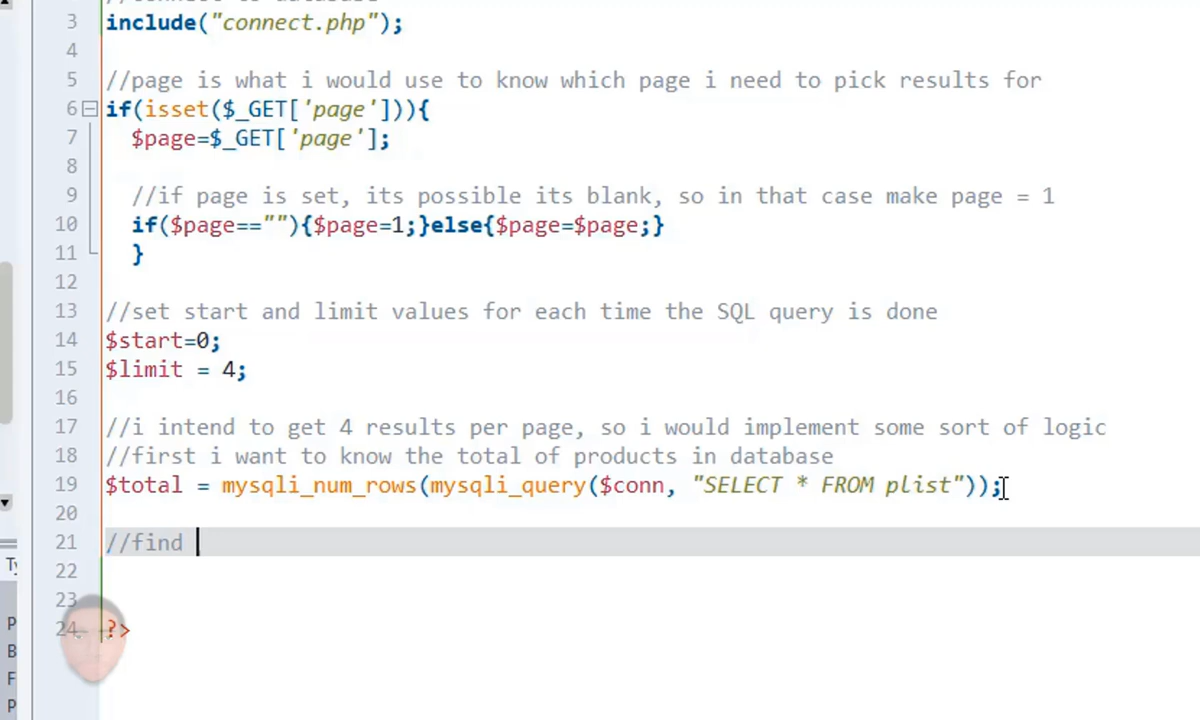 3 include("connect.php");
4
5 //page is what i would use to know which page i need to pick results for
6 if(isset($_GET['page'])){
7 $page=$_GET['page'];
8
9 //if page is set, its possible its blank, so in that case make page = 1
10 if($page==""){$page=1;}else{$page=$page;}
11 }
12
13 //set start and limit values for each time the SQL query is done
14 $start=0;
15 $limit = 4;
16
17 //i intend to get 4 results per page, so i would implement some sort of logic
18 //first i want to know the total of products in database
19 $total = mysqli_num_rows(mysqli_query($conn, "SELECT * FROM plist"));
20
21 //find
22
23
24 ?>